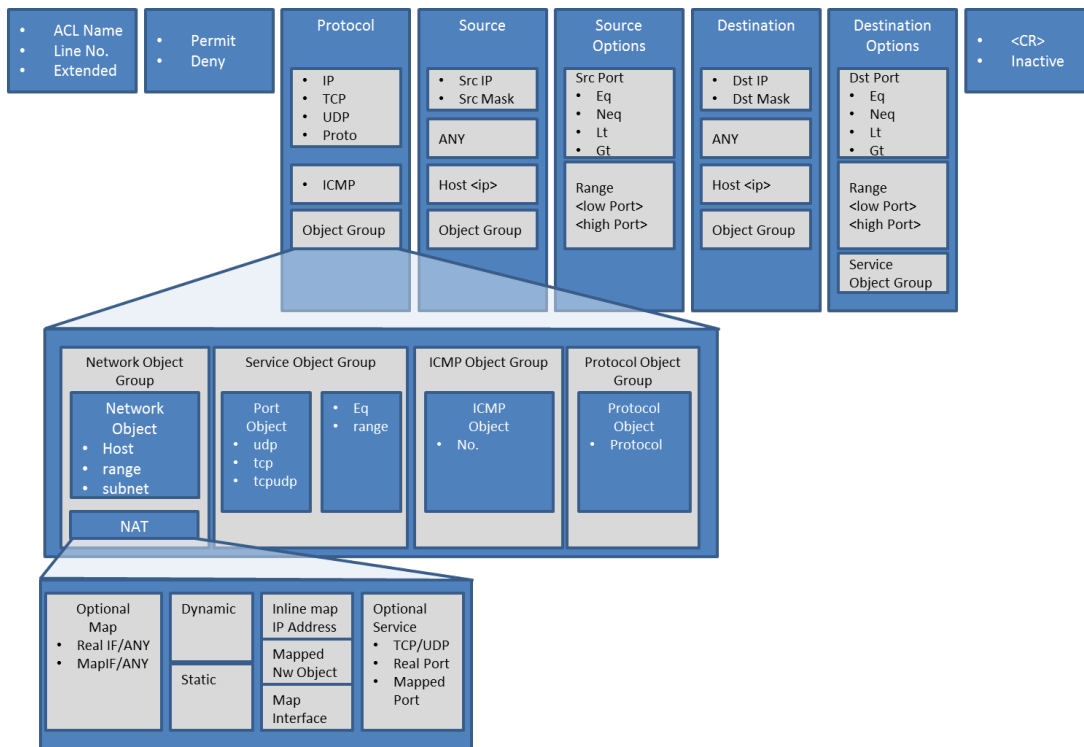 ACL Name
Line No.
Extended
Permit
Deny
Protocol
IP
TCP
UDP
Proto
ICMP
Object Group
Source
Src IP
Src Mask
ANY
Host <ip>
Object Group
Source
Options
Src Port
Eq
Neq
Lt
Gt
Range
<low Port>
<high Port>
Destination
Dst IP
Dst Mask
ANY
Host <ip>
Object Group
Destination
Options
Dst Port
Eq
Neq
Lt
Gt
Range
<low Port>
<high Port>
Service
Object Group
<CR>
Inactive
Network Object
Group
Network
Object
Host
range
subnet
NAT
Service Object Group
Port
Object
udp
tcp
tcpudp
Eq
range
ICMP Object Group
ICMP
Object
No.
Protocol Object
Group
Protocol
Object
Protocol
Optional
Map
Real IF/ANY
MapIF/ANY
Dynamic
Static
Inline map
IP Address
Mapped
Nw Object
Map
Interface
Optional
Service
TCP/UDP
Real Port
Mapped
Port